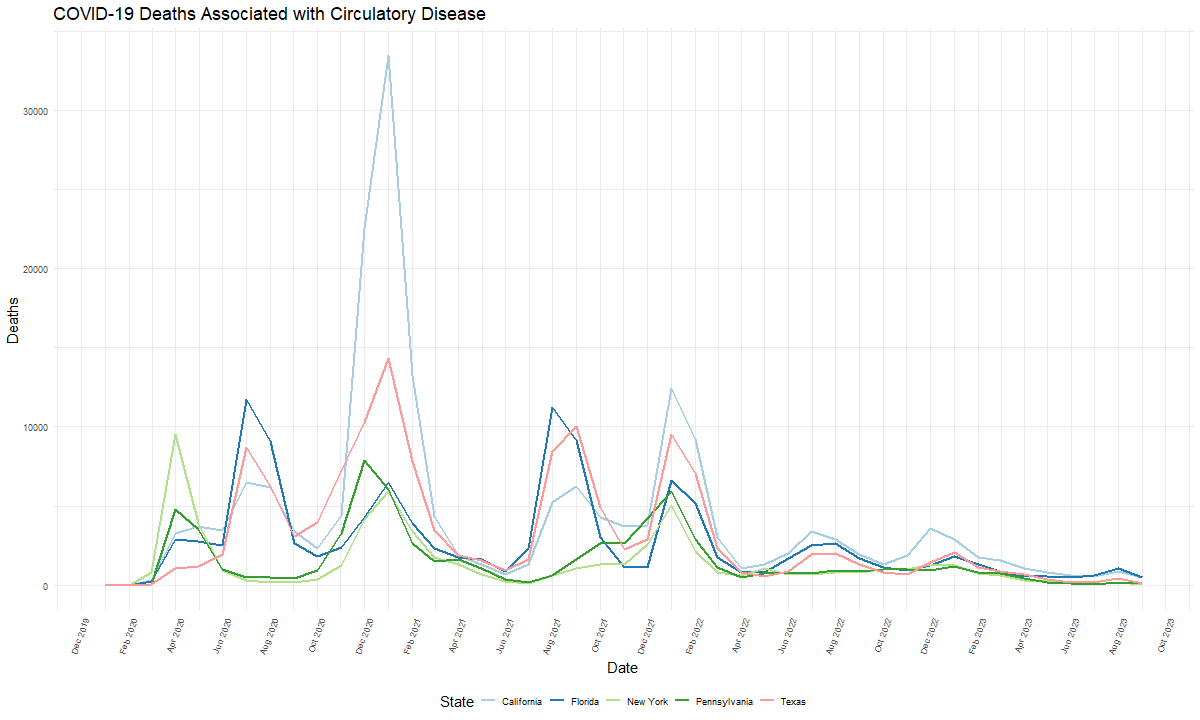 COVID-19 Deaths Associated with Circulatory Disease
Deaths
30000
20000
10000
0
Dec 2019
Feb 2020
Apr 2020
Jun 2020
Aug 2020
Oct 2020
Dec 2020
Feb 2021
Apr 2021
Jun 2021
Aug 2021
Oct 2021
Dec 2021
Feb 2022
Apr 2022
Jun 2022
Aug 2022
Oct 2022
Dec 2022
Feb 2023
Apr 2023
Jun 2023
Aug 2023
Oct 2023
Date
State California Florida New York Pennsylvania Texas